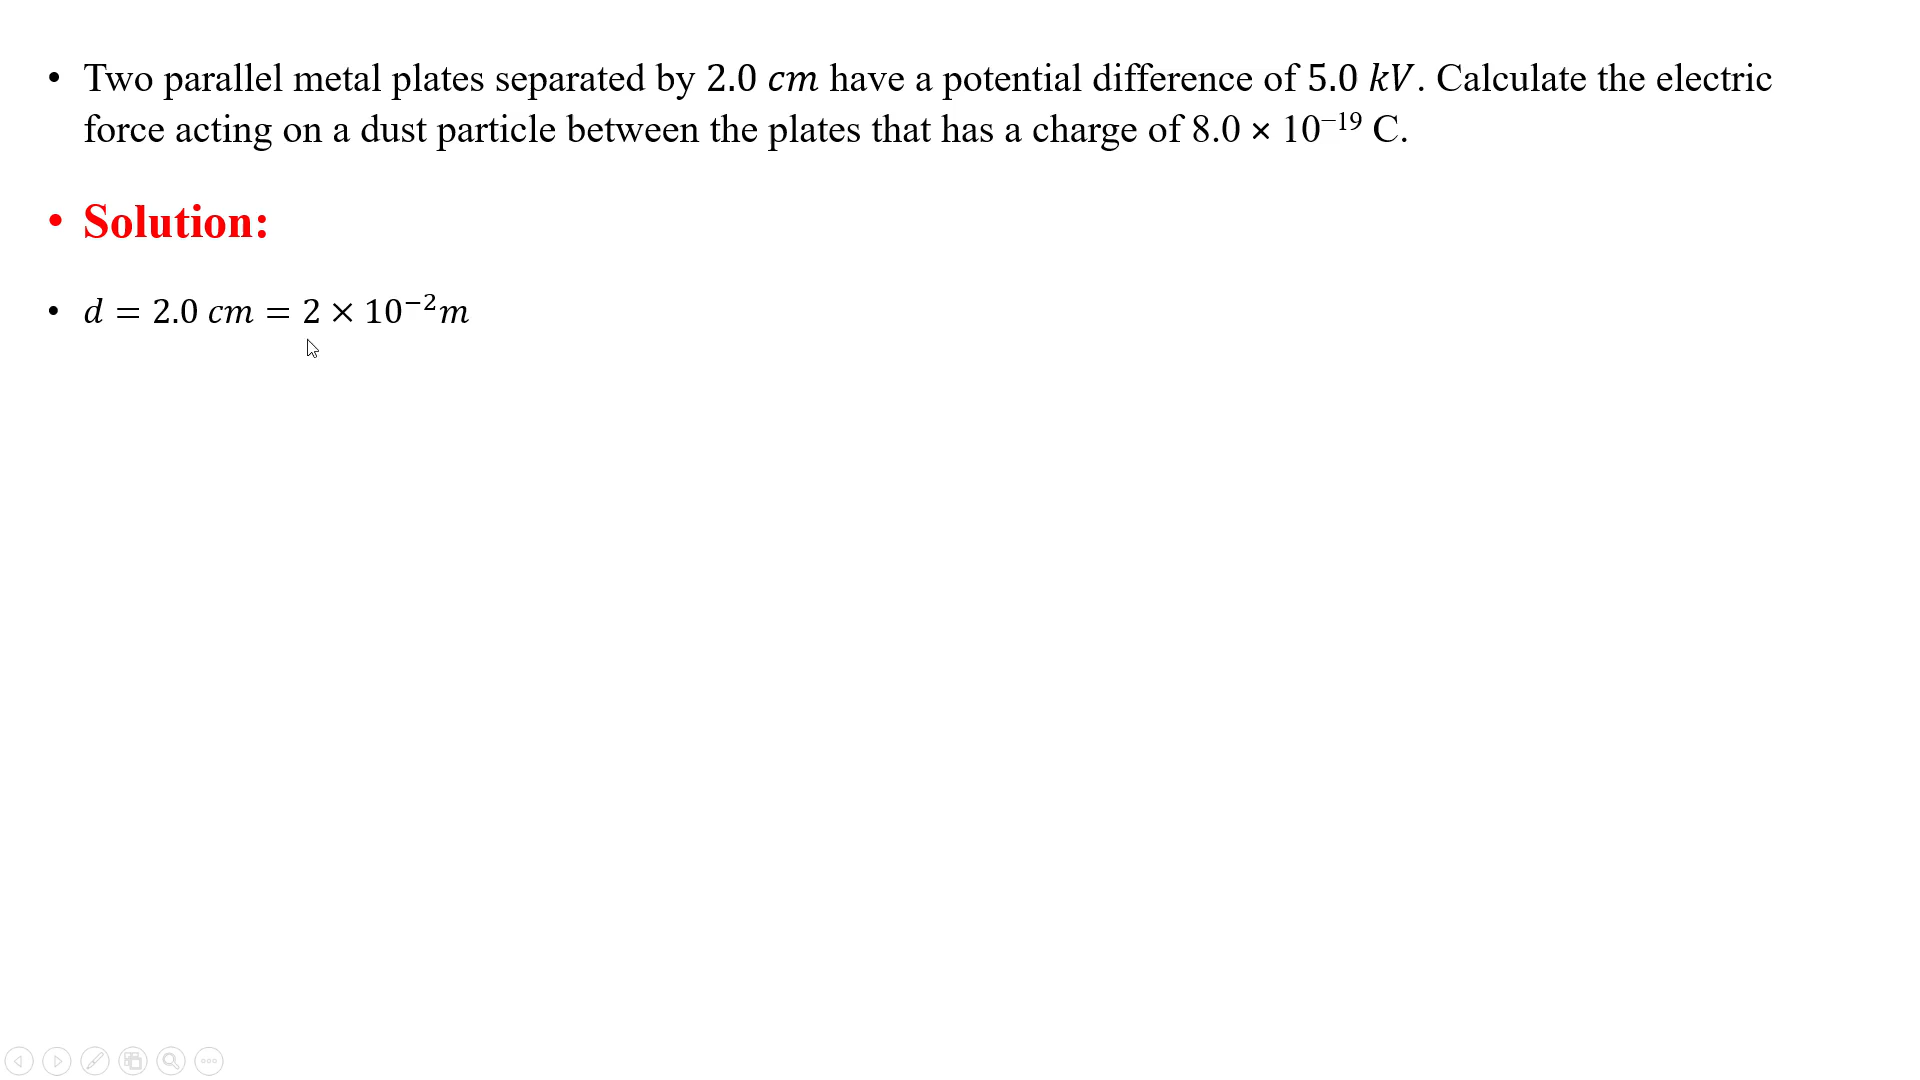 • Two parallel metal plates separated by 2.0 cm have a potential difference of 5.0 kV. Calculate the electric
force acting on a dust particle between the plates that has a charge of 8.0 × 10⁻¹⁹ C.
• Solution:
• d = 2.0 cm = 2 × 10⁻²m